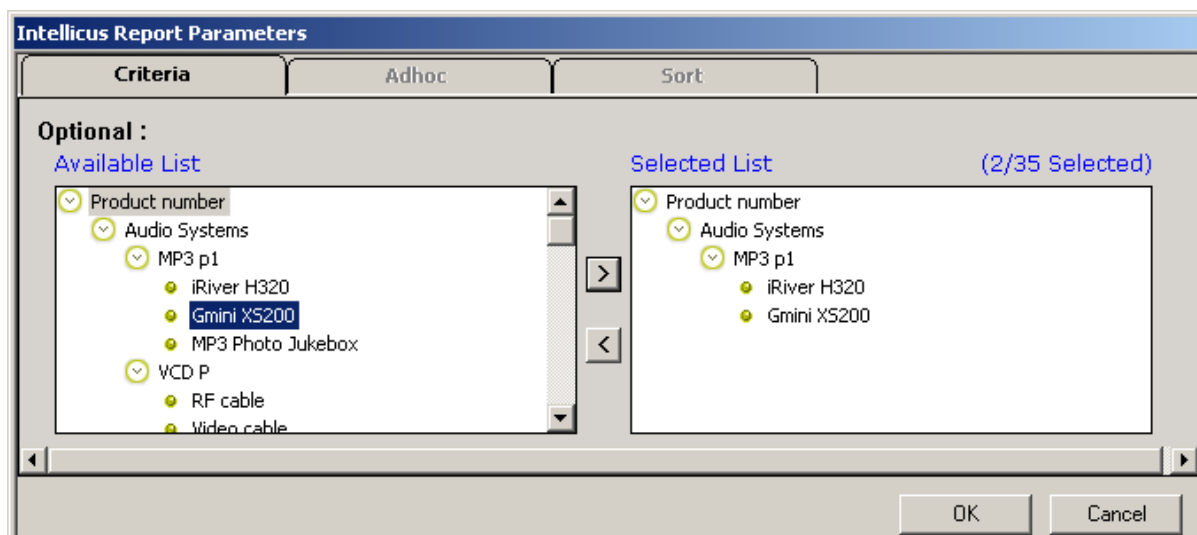 Intellicus Report Parameters
Criteria
Adhoc
Sort
Optional :
Available List
Product number
Audio Systems
MP3 p1
iRiver H320
Gmini XS200
MP3 Photo Jukebox
VCD P
RF cable
Video cable
>
<
Selected List
(2/35 Selected)
Product number
Audio Systems
MP3 p1
iRiver H320
Gmini XS200
OK
Cancel